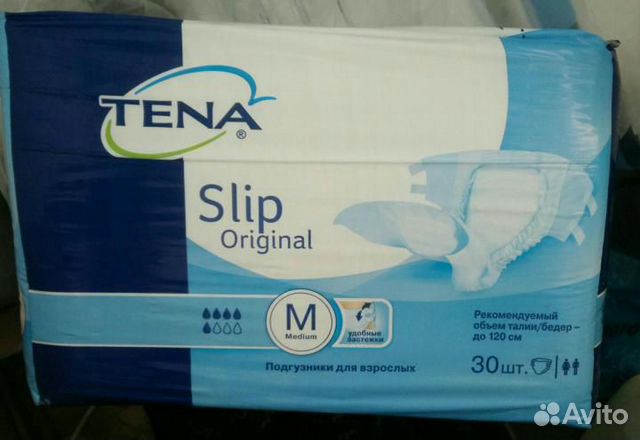 TENA
®
Slip
Original
M
Medium
удобные
застежки
Рекомендуемый
объем талии/бедер –
до 120 см
Подгузники для взрослых
30 шт.
Avito